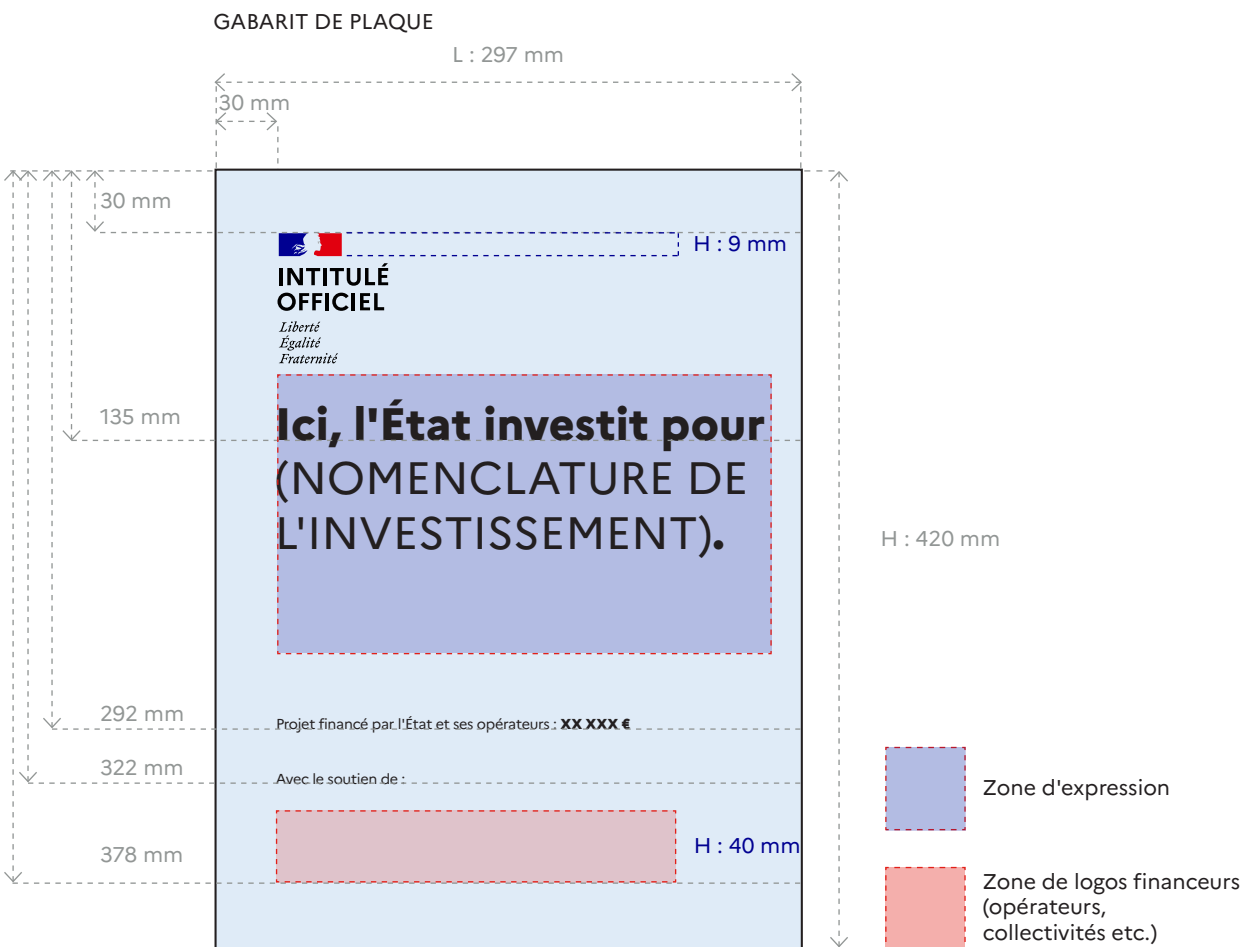 GABARIT DE PLAQUE
L : 297 mm
30 mm
30 mm
H : 9 mm
INTITULÉ
OFFICIEL
Liberté
Égalité
Fraternité
135 mm
Ici, l'État investit pour
(NOMENCLATURE DE
L'INVESTISSEMENT).
H : 420 mm
292 mm
Projet financé par l'État et ses opérateurs : XX XXX €
322 mm
Avec le soutien de :
Zone d'expression
378 mm
H : 40 mm
Zone de logos financeurs
(opérateurs,
collectivités etc.)